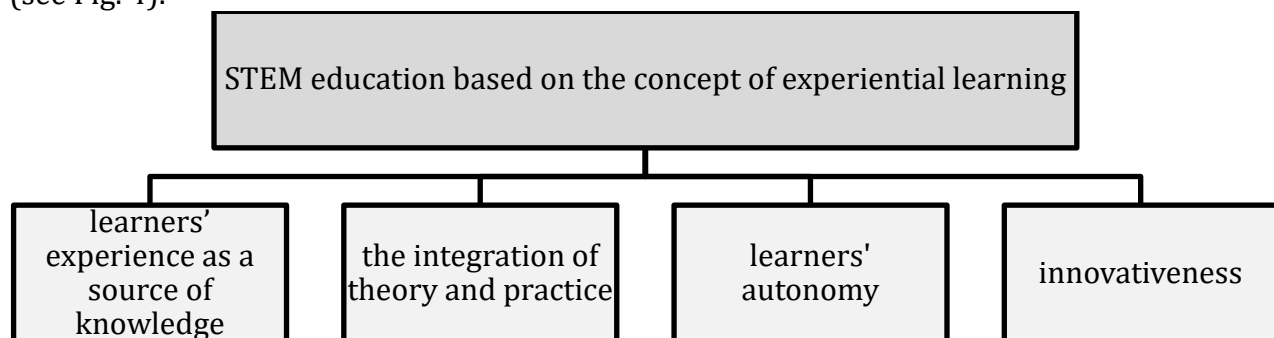 (see Fig. 4).
STEM education based on the concept of experiential learning
learners’
experience as a
source of
knowledge
the integration of
theory and practice
learners'
autonomy
innovativeness